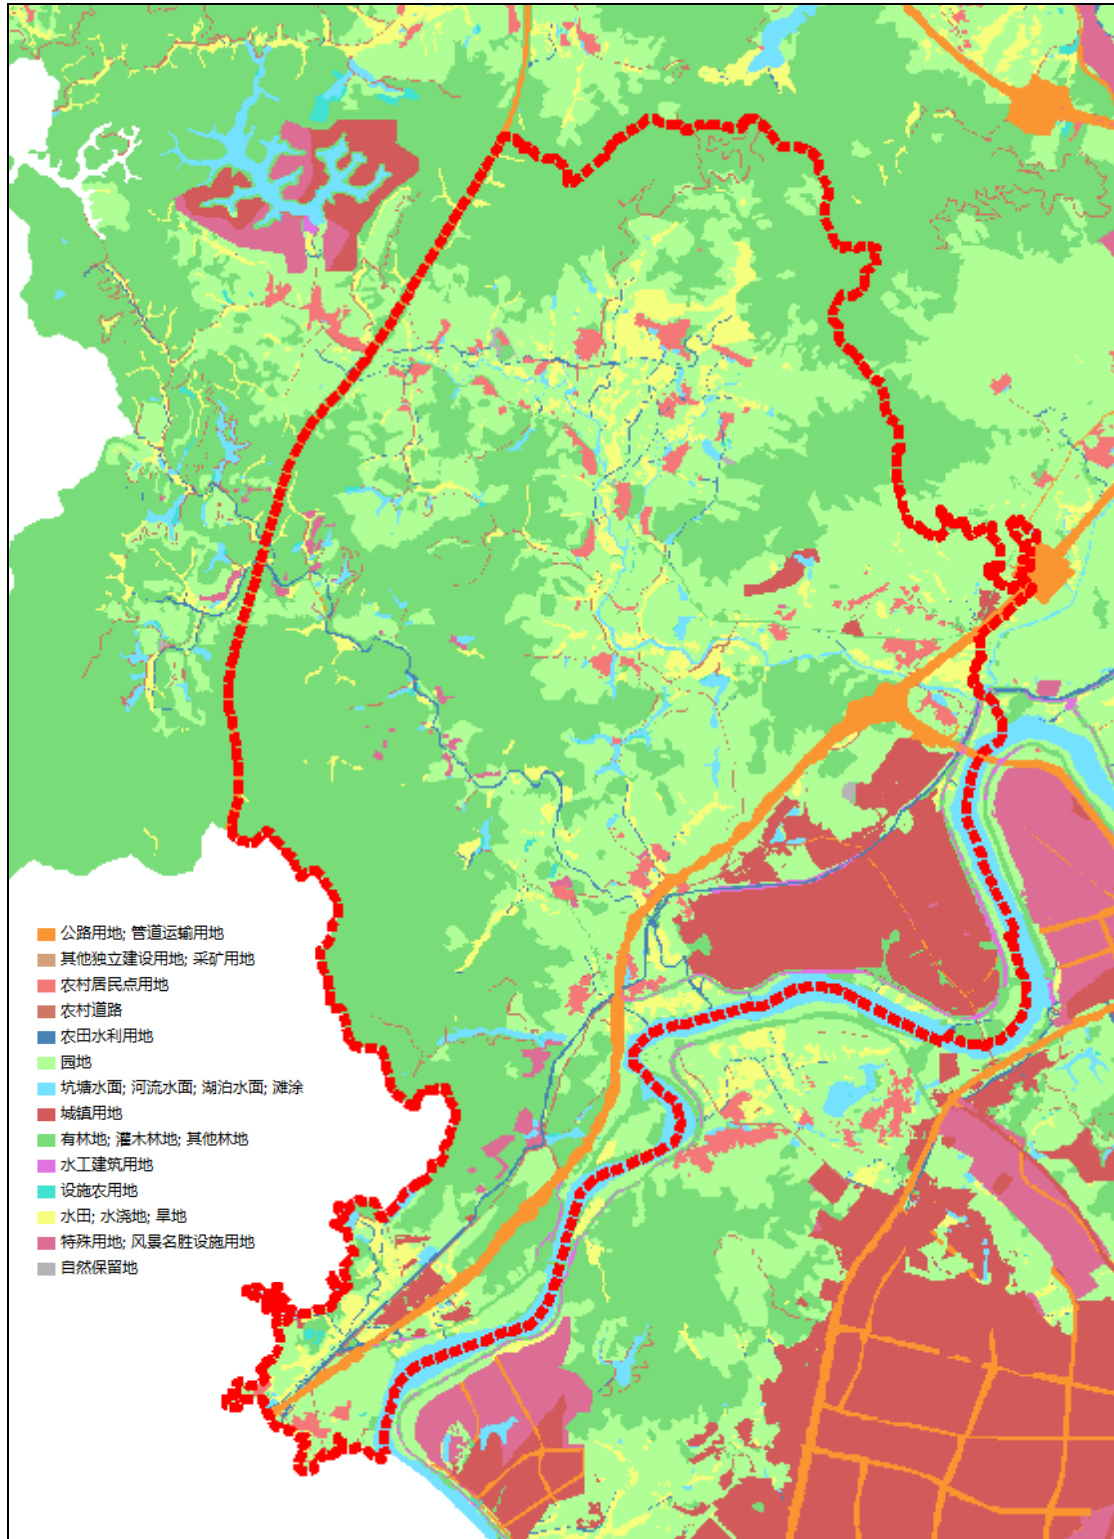 公路用地; 管道运输用地
其他独立建设用地; 采矿用地
农村居民点用地
农村道路
农田水利用地
园地
坑塘水面; 河流水面; 湖泊水面; 滩涂
城镇用地
有林地; 灌木林地; 其他林地
水工建筑用地
设施农用地
水田; 水浇地; 旱地
特殊用地; 风景名胜设施用地
自然保留地